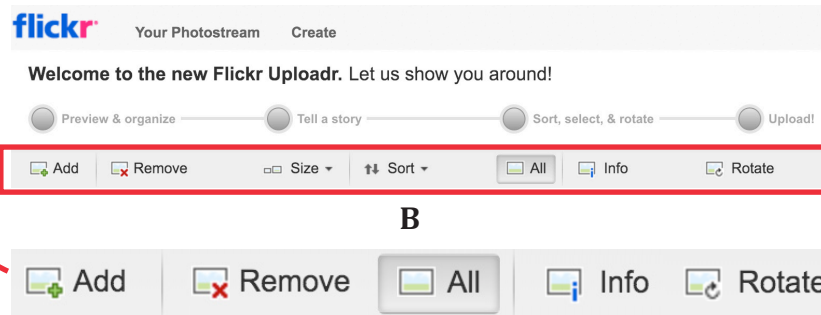 flickr Your Photostream Create
Welcome to the new Flickr Uploadr. Let us show you around!
Preview & organize Tell a story Sort, select, & rotate Upload!
Add Remove Size Sort All Info Rotate
B
Add Remove All Info Rotate